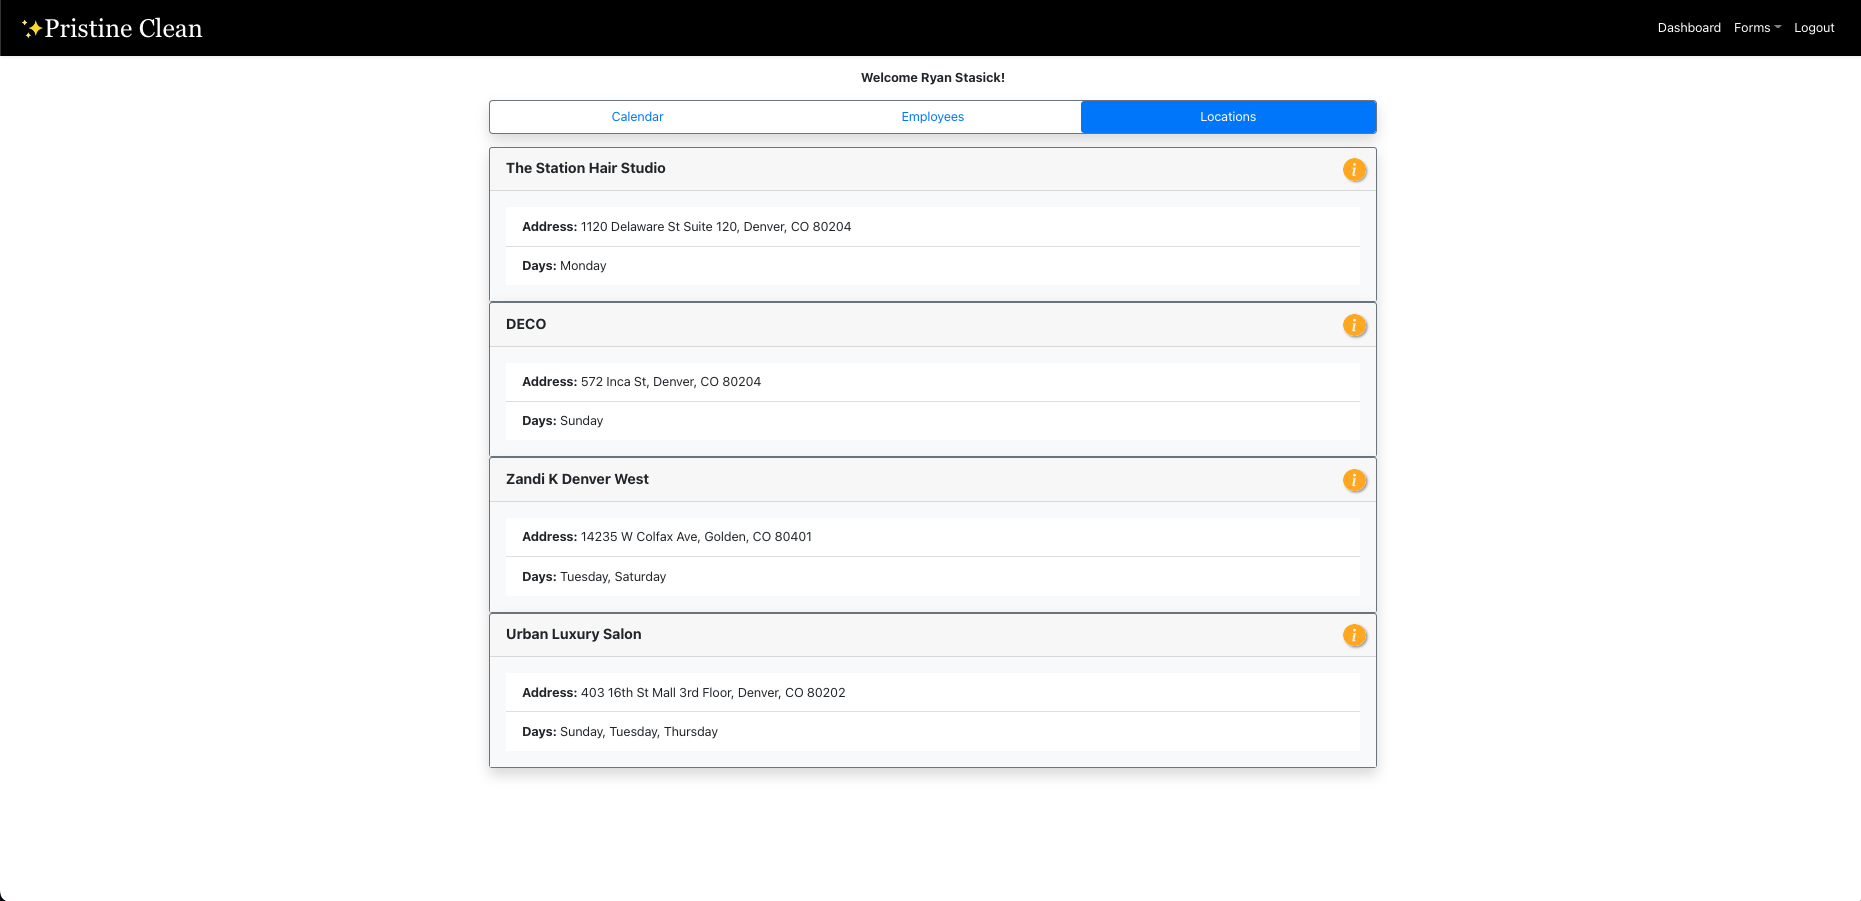 ✨Pristine Clean
Dashboard Forms Logout
Welcome Ryan Stasick!
Calendar Employees Locations
The Station Hair Studio i
Address: 1120 Delaware St Suite 120, Denver, CO 80204
Days: Monday
DECO i
Address: 572 Inca St, Denver, CO 80204
Days: Sunday
Zandi K Denver West i
Address: 14235 W Colfax Ave, Golden, CO 80401
Days: Tuesday, Saturday
Urban Luxury Salon i
Address: 403 16th St Mall 3rd Floor, Denver, CO 80202
Days: Sunday, Tuesday, Thursday